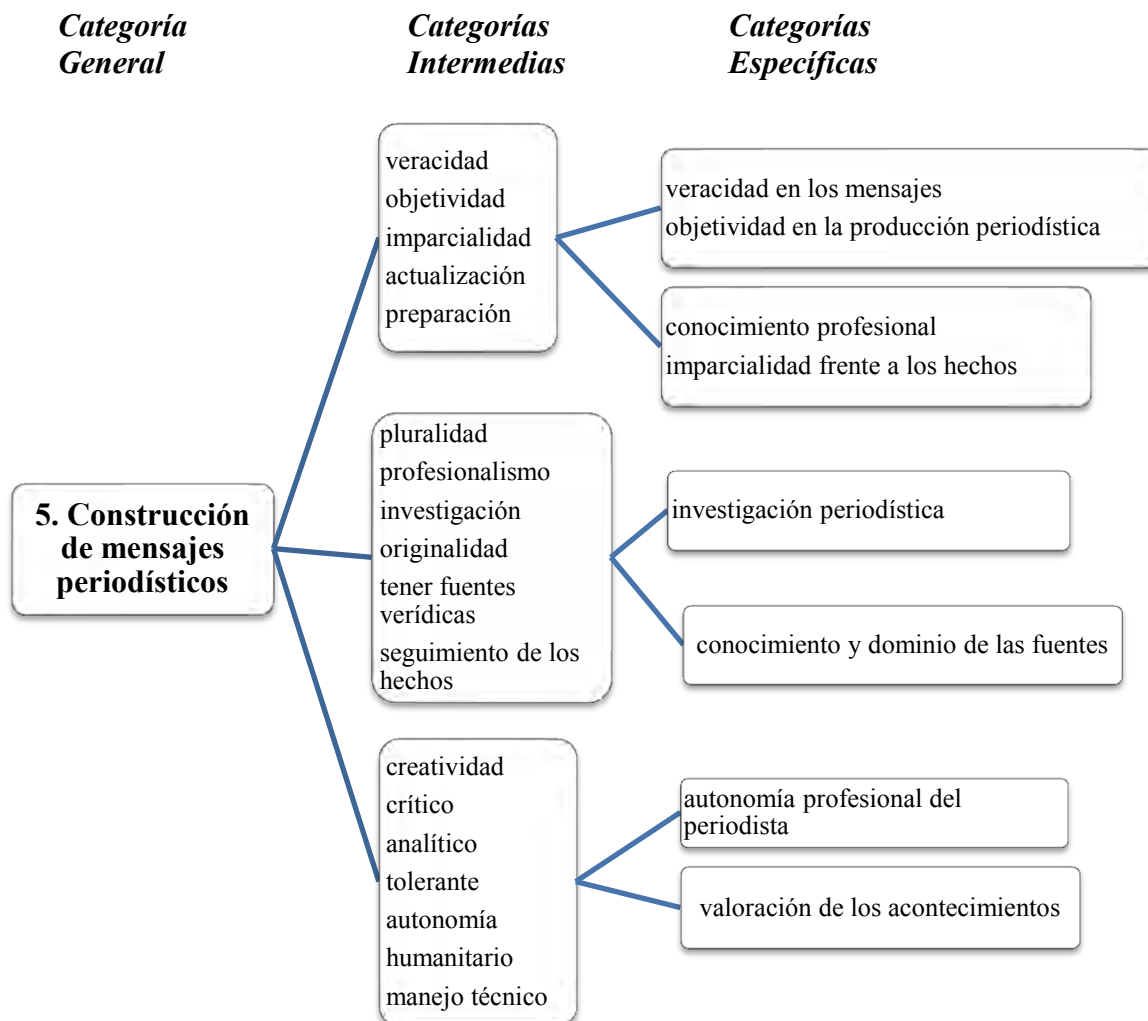 Categoría
General
Categorías
Intermedias
Categorías
Específicas
5. Construcción
de mensajes
periodísticos
veracidad
objetividad
imparcialidad
actualización
preparación
veracidad en los mensajes
objetividad en la producción periodística
conocimiento profesional
imparcialidad frente a los hechos
pluralidad
profesionalismo
investigación
originalidad
tener fuentes
verídicas
seguimiento de los
hechos
investigación periodística
conocimiento y dominio de las fuentes
creatividad
crítico
analítico
tolerante
autonomía
humanitario
manejo técnico
autonomía profesional del
periodista
valoración de los acontecimientos